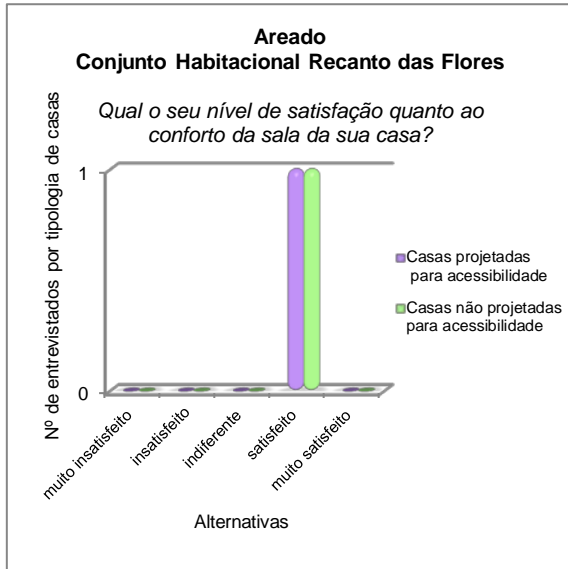 Areado
Conjunto Habitacional Recanto das Flores
Qual o seu nível de satisfação quanto ao
conforto da sala da sua casa?
Nº de entrevistados por tipologia de casas
1
0
muito insatisfeito
insatisfeito
indiferente
satisfeito
muito satisfeito
Alternativas
Casas projetadas
para acessibilidade
Casas não projetadas
para acessibilidade